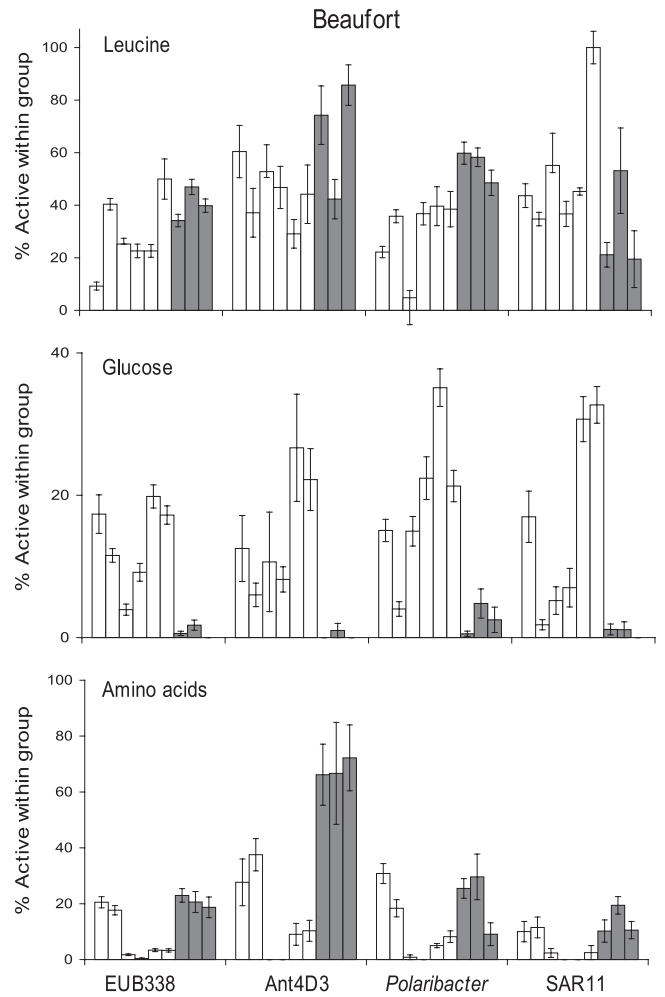 Beaufort
Leucine
% Active within group
100
80
60
40
20
0
Glucose
% Active within group
40
20
0
Amino acids
% Active within group
100
80
60
40
20
0
EUB338 Ant4D3 Polaribacter SAR11